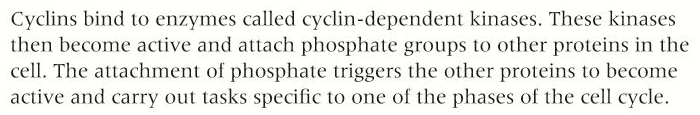 Cyclins bind to enzymes called cyclin-dependent kinases. These kinases
then become active and attach phosphate groups to other proteins in the
cell. The attachment of phosphate triggers the other proteins to become
active and carry out tasks specific to one of the phases of the cell cycle.